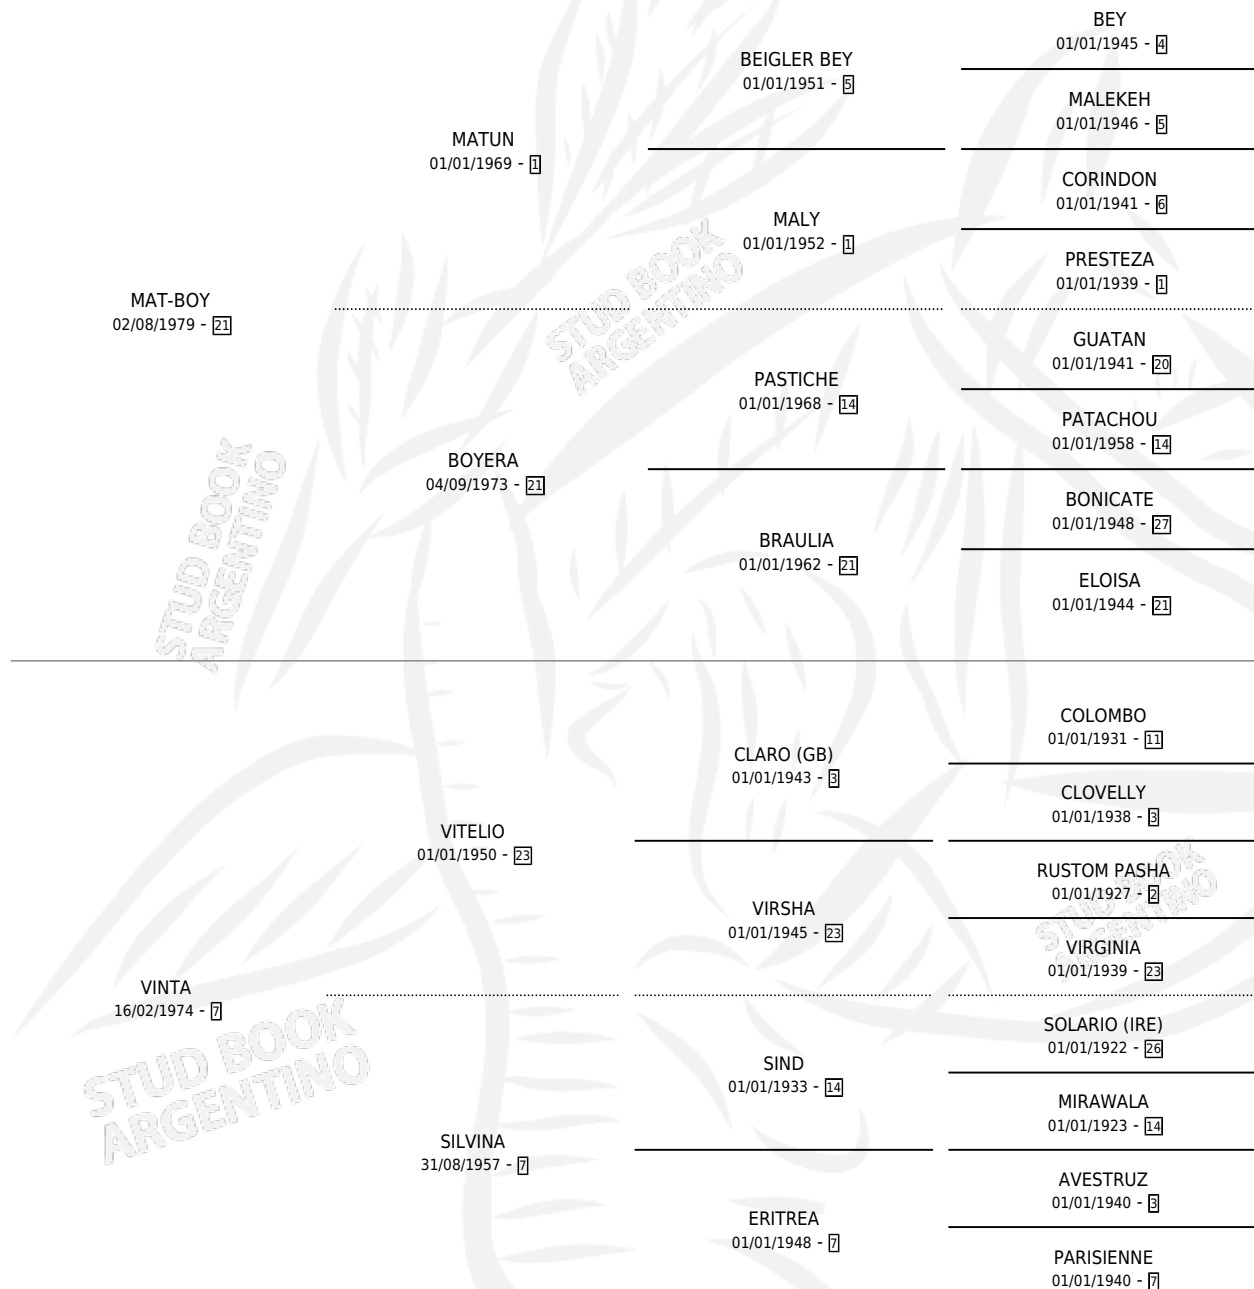 BEY
01/01/1945 - 4
BEIGLER BEY
01/01/1951 - 5
MALEKEH
01/01/1946 - 5
MATUN
01/01/1969 - 1
CORINDON
01/01/1941 - 6
MALY
01/01/1952 - 1
PRESTEZA
01/01/1939 - 1
MAT-BOY
02/08/1979 - 21
GUATAN
01/01/1941 - 20
PASTICHE
01/01/1968 - 14
PATACHOU
01/01/1958 - 14
BOYERA
04/09/1973 - 21
BONICATE
01/01/1948 - 27
BRAULIA
01/01/1962 - 21
ELOISA
01/01/1944 - 21
COLOMBO
01/01/1931 - 11
CLARO (GB)
01/01/1943 - 3
CLOVELLY
01/01/1938 - 3
VITELIO
01/01/1950 - 23
RUSTOM PASHA
01/01/1927 - 2
VIRSHA
01/01/1945 - 23
VIRGINIA
01/01/1939 - 23
VINTA
16/02/1974 - 7
SOLARIO (IRE)
01/01/1922 - 26
SIND
01/01/1933 - 14
MIRAWALA
01/01/1923 - 14
SILVINA
31/08/1957 - 7
AVESTRUZ
01/01/1940 - 3
ERITREA
01/01/1948 - 7
PARISIENNE
01/01/1940 - 7
STUD BOOK
ARGENTINO
STUD BOOK
ARGENTINO
STUD BOOK
ARGENTINO
STUD BOOK
ARGENTINO